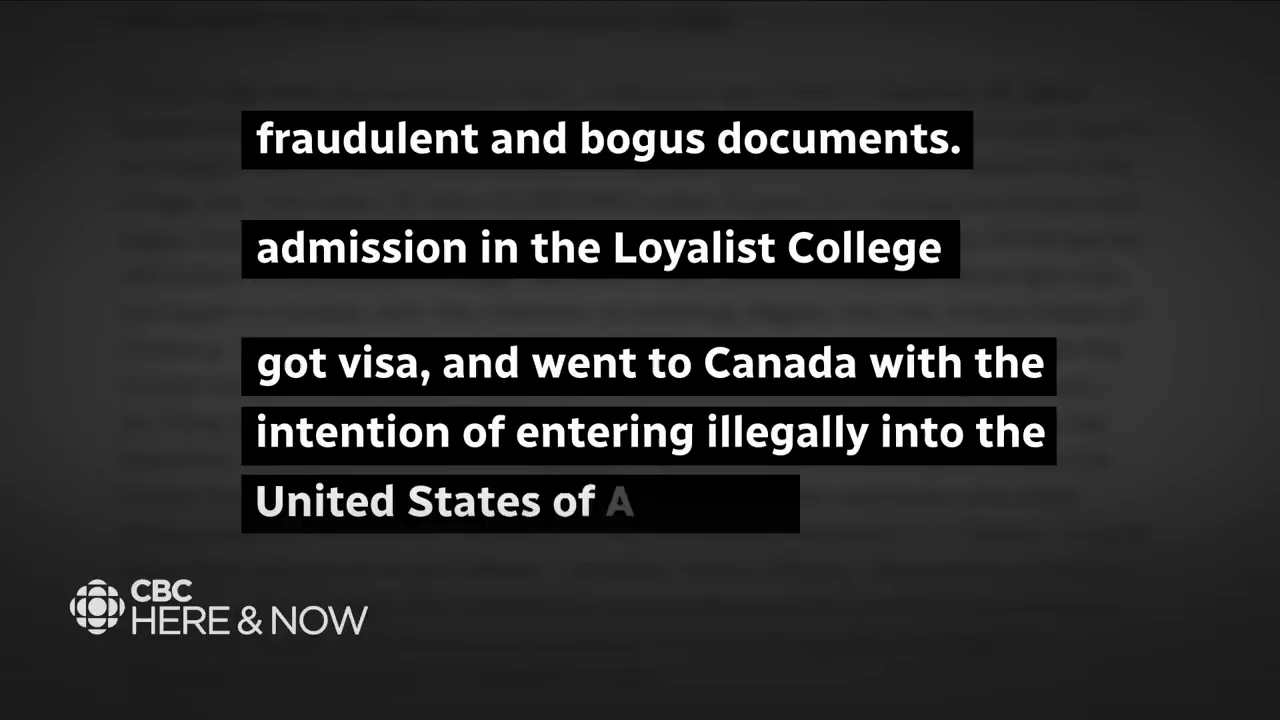 fraudulent and bogus documents.
admission in the Loyalist College
got visa, and went to Canada with the
intention of entering illegally into the
United States of A
CBC
HERE & NOW